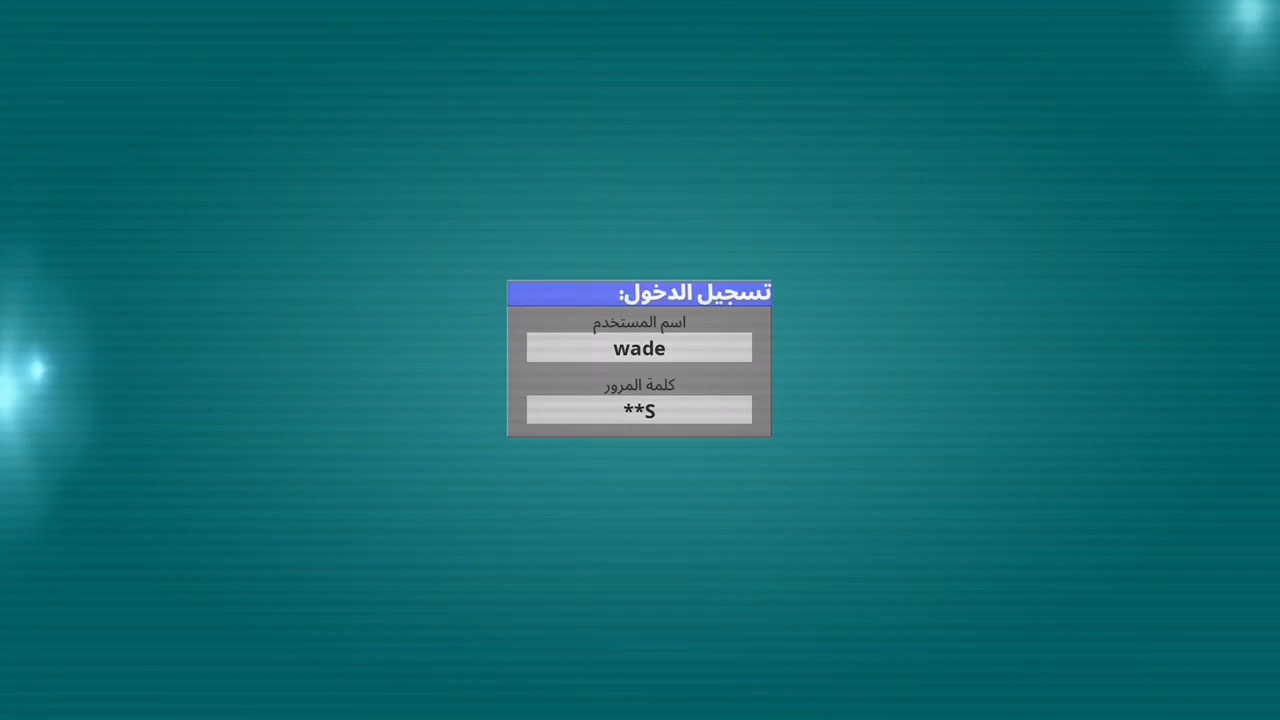 تسجيل الدخول:
اسم المستخدم
wade
كلمة المرور
**S